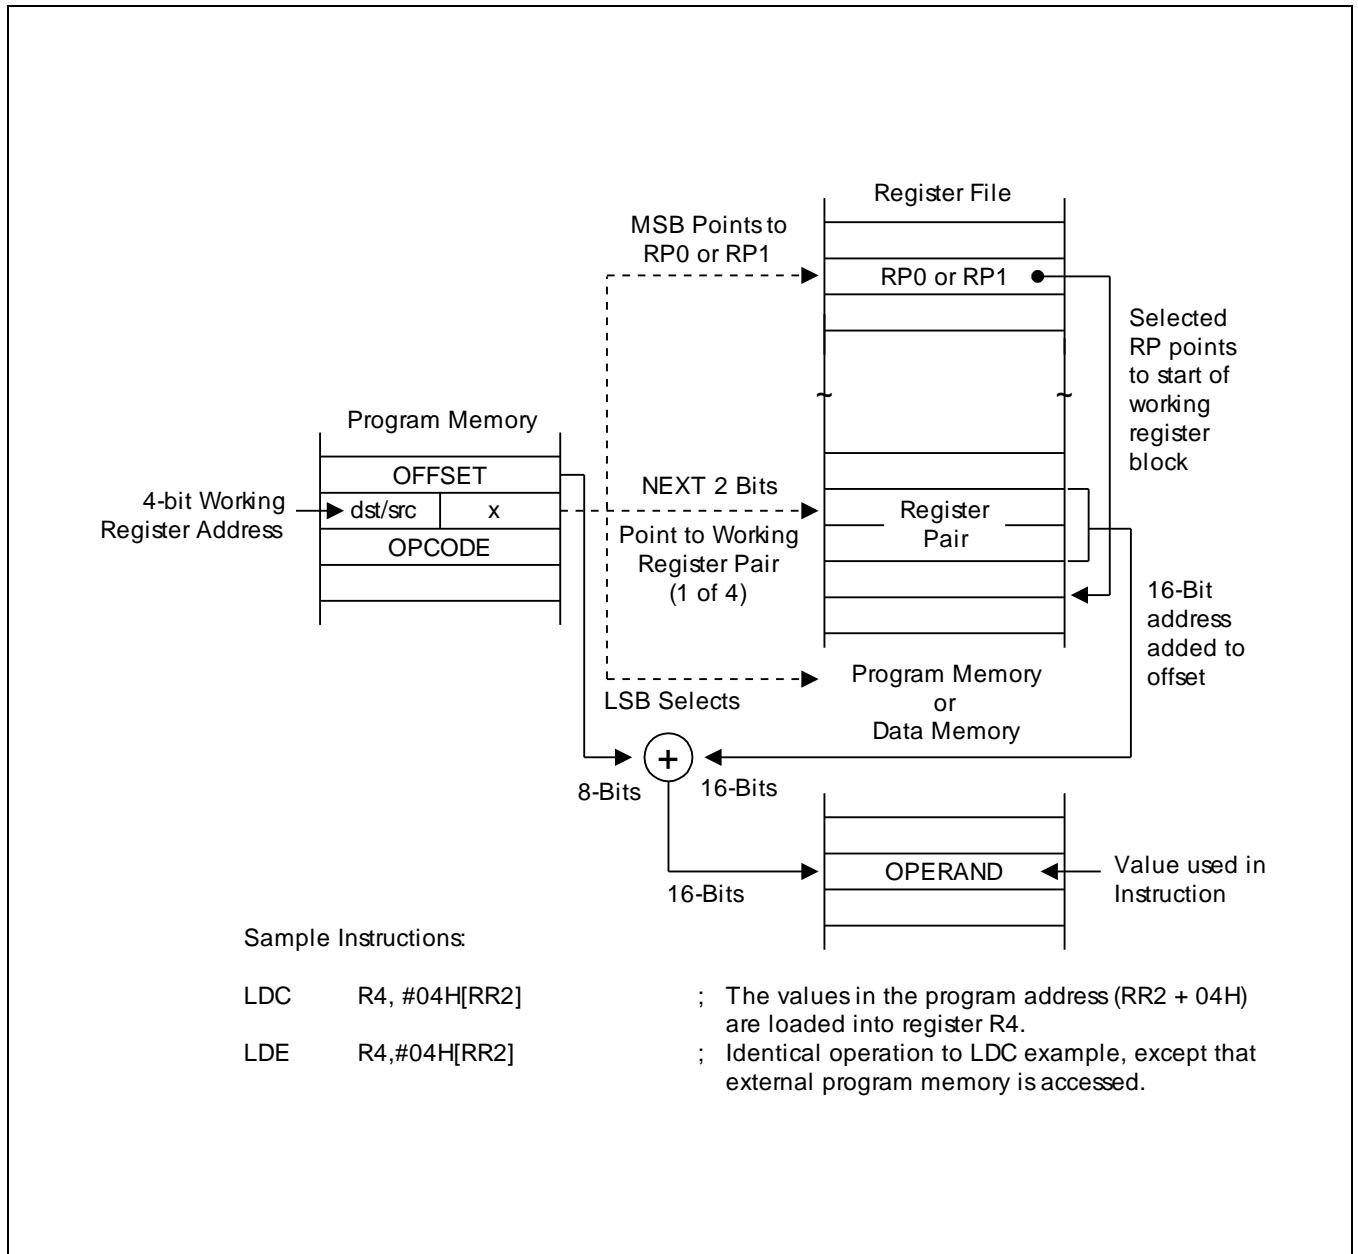 Register File
MSB Points to
RP0 or RP1
RP0 or RP1
Selected
RP points
to start of
working
register
block
Program Memory
OFFSET
4-bit Working
Register Address
dst/src x
OPCODE
NEXT 2 Bits
Point to Working
Register Pair
(1 of 4)
Register
Pair
16-Bit
address
added to
offset
LSB Selects
Program Memory
or
Data Memory
+
8-Bits
16-Bits
16-Bits
OPERAND
Value used in
Instruction
Sample Instructions:
LDC R4, #04H[RR2] ; The values in the program address (RR2 + 04H)
are loaded into register R4.
LDE R4,#04H[RR2] ; Identical operation to LDC example, except that
external program memory is accessed.